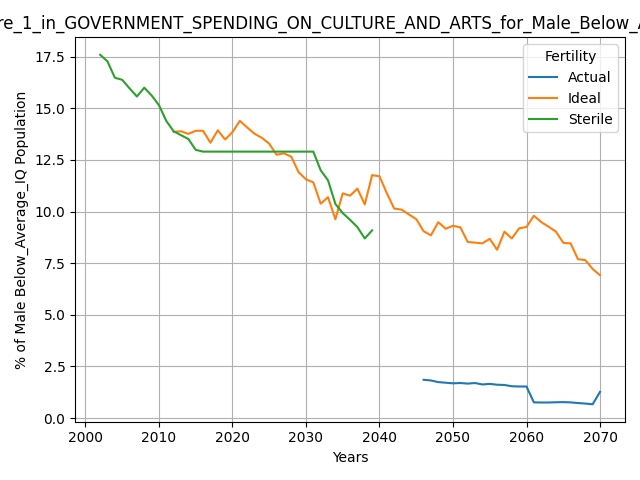 re_1_in_GOVERNMENT_SPENDING_ON_CULTURE_AND_ARTS_for_Male_Below_A
Fertility
Actual
Ideal
Sterile
% of Male Below_Average_IQ Population
17.5
15.0
12.5
10.0
7.5
5.0
2.5
0.0
2000 2010 2020 2030 2040 2050 2060 2070
Years